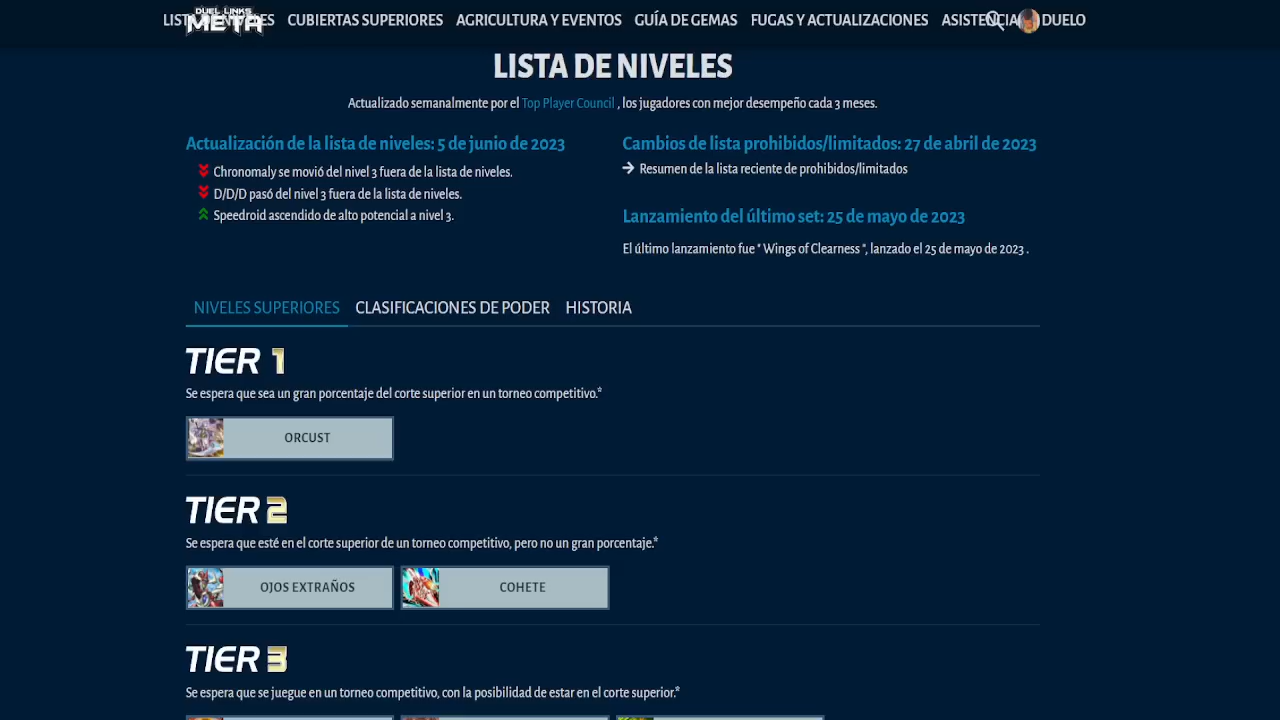 LISTA DE NIVELES CUBIERTAS SUPERIORES AGRICULTURA Y EVENTOS GUÍA DE GEMAS FUGAS Y ACTUALIZACIONES ASISTENCIA DUELO
DUEL LINKS
META
LISTA DE NIVELES
Actualizado semanalmente por el Top Player Council , los jugadores con mejor desempeño cada 3 meses.
Actualización de la lista de niveles: 5 de junio de 2023
Chronomaly se movió del nivel 3 fuera de la lista de niveles.
D/D/D pasó del nivel 3 fuera de la lista de niveles.
Speedroid ascendido de alto potencial a nivel 3.
Cambios de lista prohibidos/limitados: 27 de abril de 2023
Resumen de la lista reciente de prohibidos/limitados
Lanzamiento del último set: 25 de mayo de 2023
El último lanzamiento fue " Wings of Clearness ", lanzado el 25 de mayo de 2023 .
NIVELES SUPERIORES CLASIFICACIONES DE PODER HISTORIA
TIER 1
Se espera que sea un gran porcentaje del corte superior en un torneo competitivo.*
ORCUST
TIER 2
Se espera que esté en el corte superior de un torneo competitivo, pero no un gran porcentaje.*
OJOS EXTRAÑOS COHETE
TIER 3
Se espera que se juegue en un torneo competitivo, con la posibilidad de estar en el corte superior.*